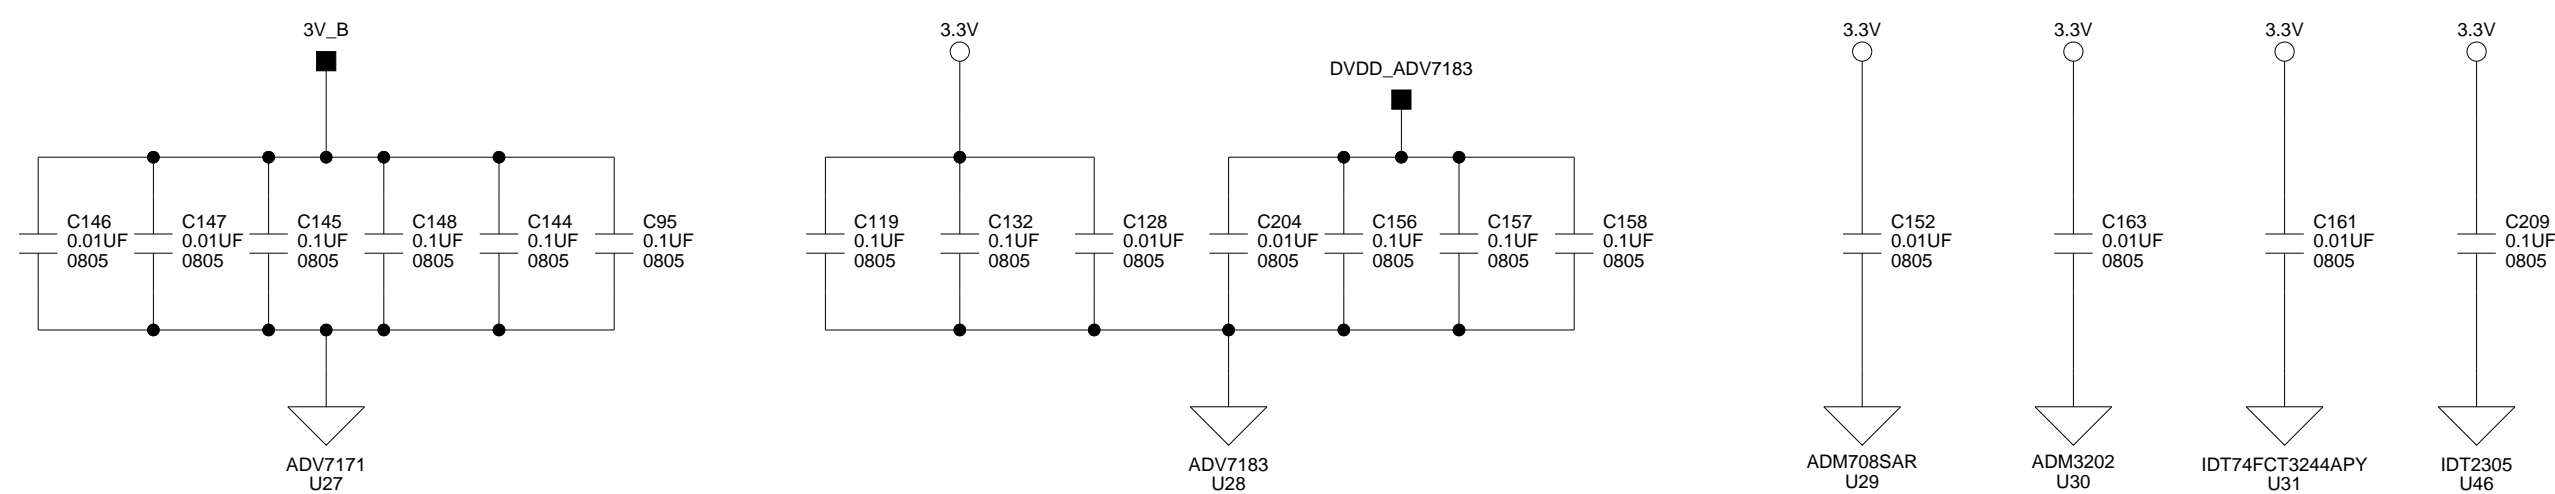 3V_B
3.3V
DVDD_ADV7183
3.3V
3.3V
3.3V
3.3V
C146
0.01UF
0805
C147
0.01UF
0805
C145
0.1UF
0805
C148
0.1UF
0805
C144
0.1UF
0805
C95
0.1UF
0805
C119
0.1UF
0805
C132
0.1UF
0805
C128
0.01UF
0805
C204
0.01UF
0805
C156
0.1UF
0805
C157
0.1UF
0805
C158
0.1UF
0805
C152
0.01UF
0805
C163
0.01UF
0805
C161
0.01UF
0805
C209
0.1UF
0805
ADV7171
U27
ADV7183
U28
ADM708SAR
U29
ADM3202
U30
IDT74FCT3244APY
U31
IDT2305
U46